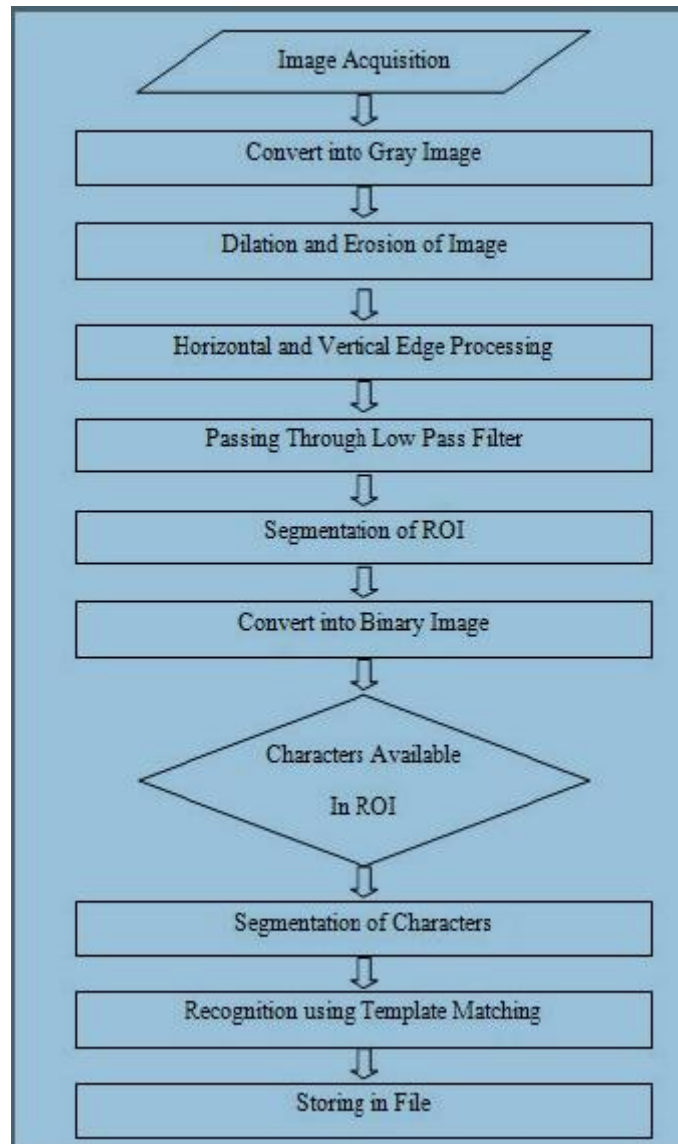 Image Acquisition
Convert into Gray Image
Dilation and Erosion of Image
Horizontal and Vertical Edge Processing
Passing Through Low Pass Filter
Segmentation of ROI
Convert into Binary Image
Characters Available
In ROI
Segmentation of Characters
Recognition using Template Matching
Storing in File